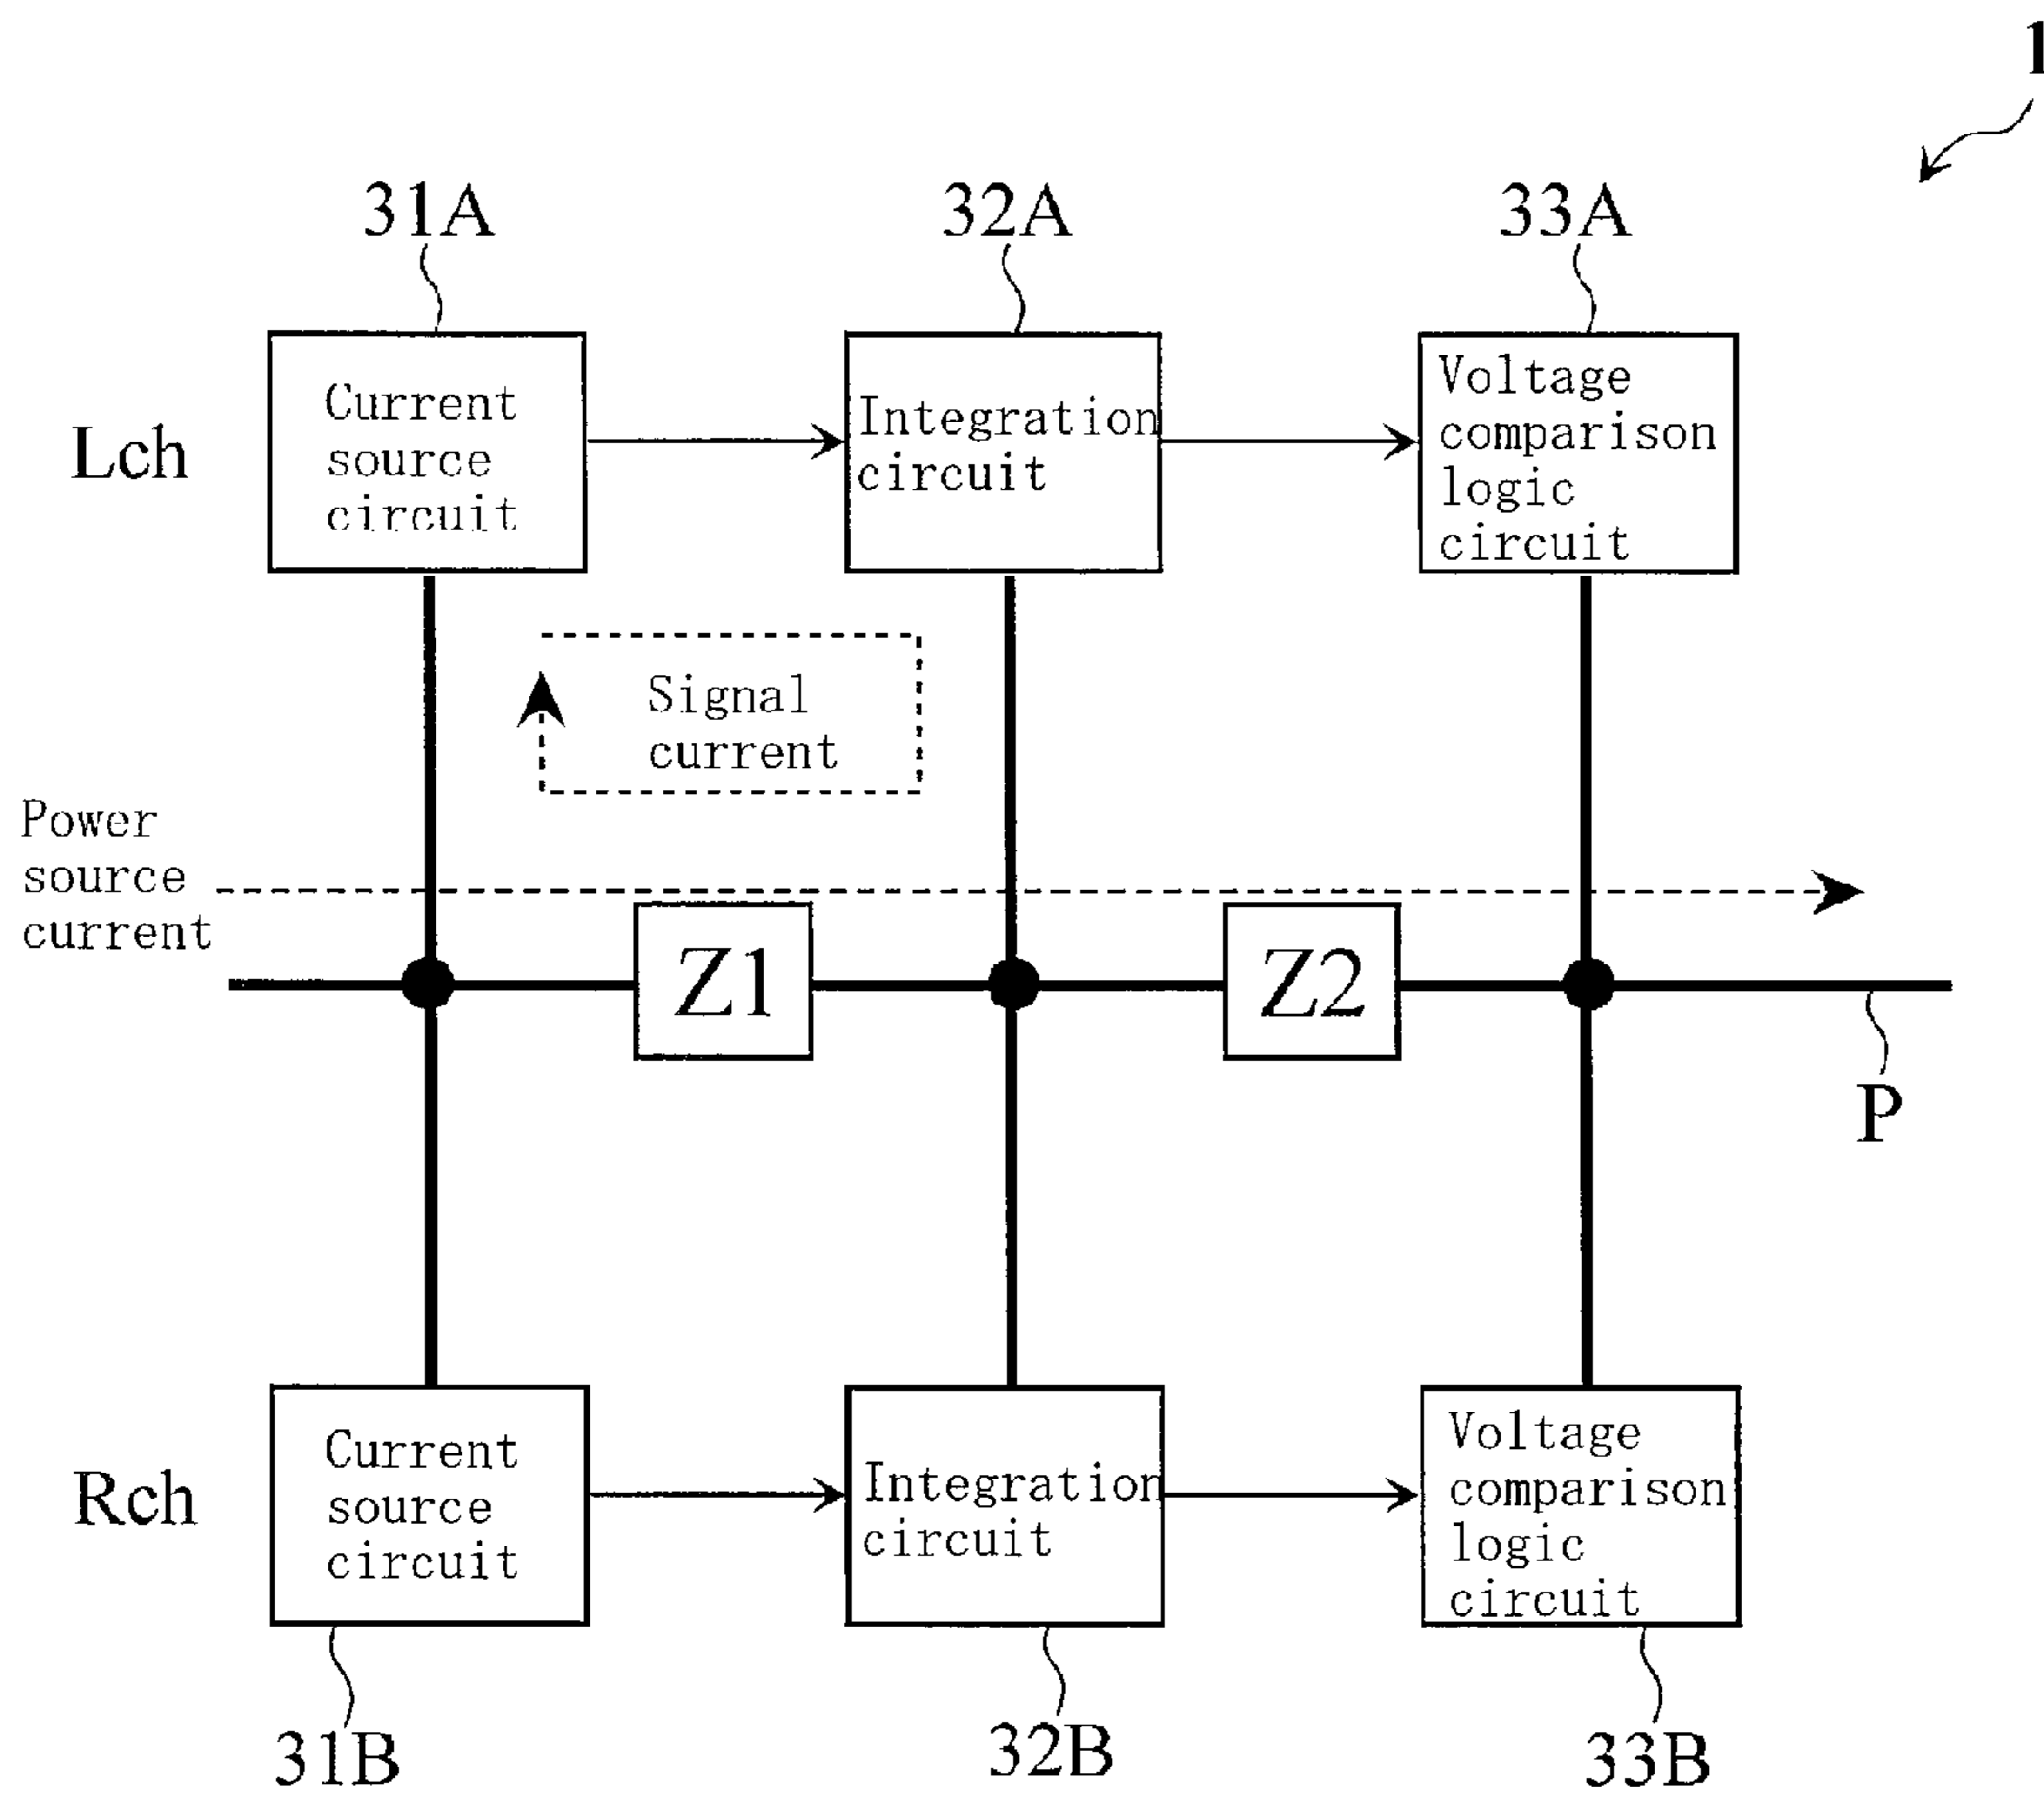 1
31A
32A
33A
Lch
Current
source
circuit
Integration
circuit
Voltage
comparison
logic
circuit
Signal
current
Power
source
current
Z1
Z2
P
Rch
Current
source
circuit
Integration
circuit
Voltage
comparison
logic
circuit
31B
32B
33B